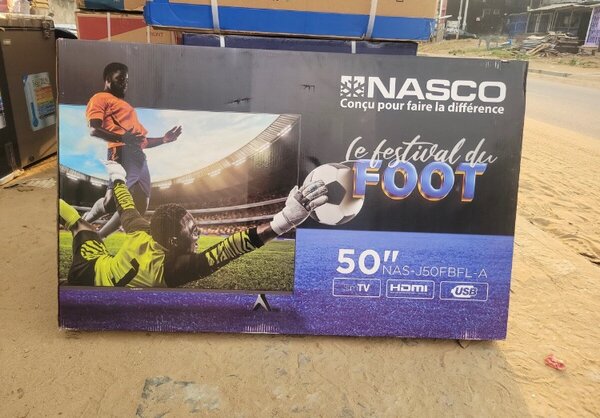 NASCO
Conçu pour faire la différence
Le festival du
FOOT
50"
NAS-J50FBFL-A
TV
HDMI
USB